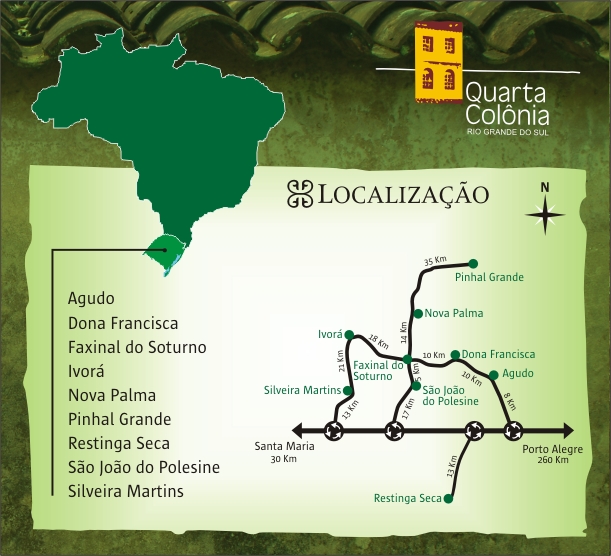 Quarta
Colônia
RIO GRANDE DO SUL
LOCALIZAÇÃO
N
Agudo
Dona Francisca
Faxinal do Soturno
Ivorá
Nova Palma
Pinhal Grande
Restinga Seca
São João do Polesine
Silveira Martins
35 Km
Pinhal Grande
Nova Palma
14 Km
Ivorá
18 Km
21 Km
Faxinal do
Soturno
10 Km
Dona Francisca
10 Km
Agudo
5 Km
Silveira Martins
São João
do Polesine
13 Km
17 Km
8 Km
Santa Maria
30 Km
Porto Alegre
260 Km
13 Km
Restinga Seca